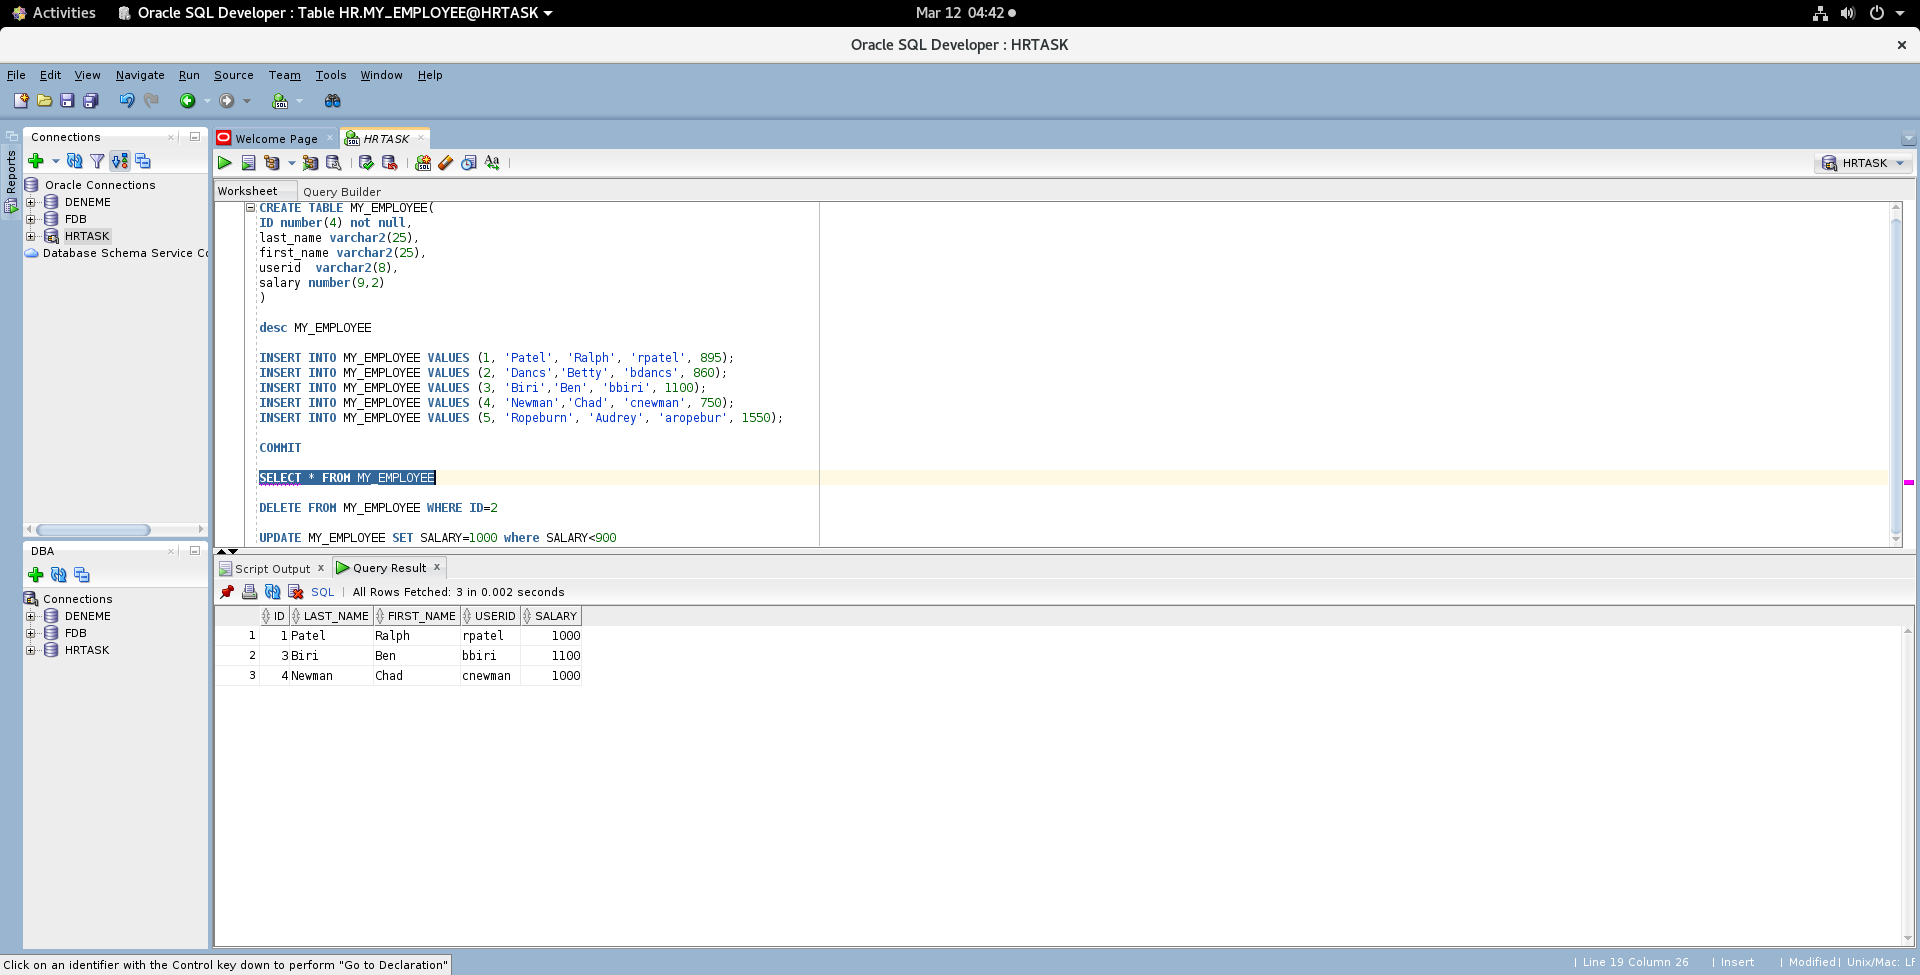 Activities
Oracle SQL Developer : Table HR.MY_EMPLOYEE@HRTASK
Mar 12 04:42
Oracle SQL Developer : HRTASK
File Edit View Navigate Run Source Team Tools Window Help
Reports
Connections
Oracle Connections
DENEME
FDB
HRTASK
Database Schema Service Co
DBA
Connections
DENEME
FDB
HRTASK
Welcome Page
HRTASK
HRTASK
Worksheet
Query Builder
CREATE TABLE MY_EMPLOYEE(
ID number(4) not null,
last_name varchar2(25),
first_name varchar2(25),
userid  varchar2(8),
salary number(9,2)
)
desc MY_EMPLOYEE
INSERT INTO MY_EMPLOYEE VALUES (1, 'Patel', 'Ralph', 'rpatel', 895);
INSERT INTO MY_EMPLOYEE VALUES (2, 'Dancs','Betty', 'bdancs', 860);
INSERT INTO MY_EMPLOYEE VALUES (3, 'Biri','Ben', 'bbiri', 1100);
INSERT INTO MY_EMPLOYEE VALUES (4, 'Newman','Chad', 'cnewman', 750);
INSERT INTO MY_EMPLOYEE VALUES (5, 'Ropeburn', 'Audrey', 'aropebur', 1550);
COMMIT
SELECT * FROM MY_EMPLOYEE
DELETE FROM MY_EMPLOYEE WHERE ID=2
UPDATE MY_EMPLOYEE SET SALARY=1000 where SALARY<900
Script Output x
Query Result x
SQL | All Rows Fetched: 3 in 0.002 seconds
ID LAST_NAME FIRST_NAME USERID SALARY
1 1 Patel Ralph rpatel 1000
2 3 Biri Ben bbiri 1100
3 4 Newman Chad cnewman 1000
Click on an identifier with the Control key down to perform "Go to Declaration"
| Line 19 Column 26 | Insert | Modified| Unix/Mac: LF